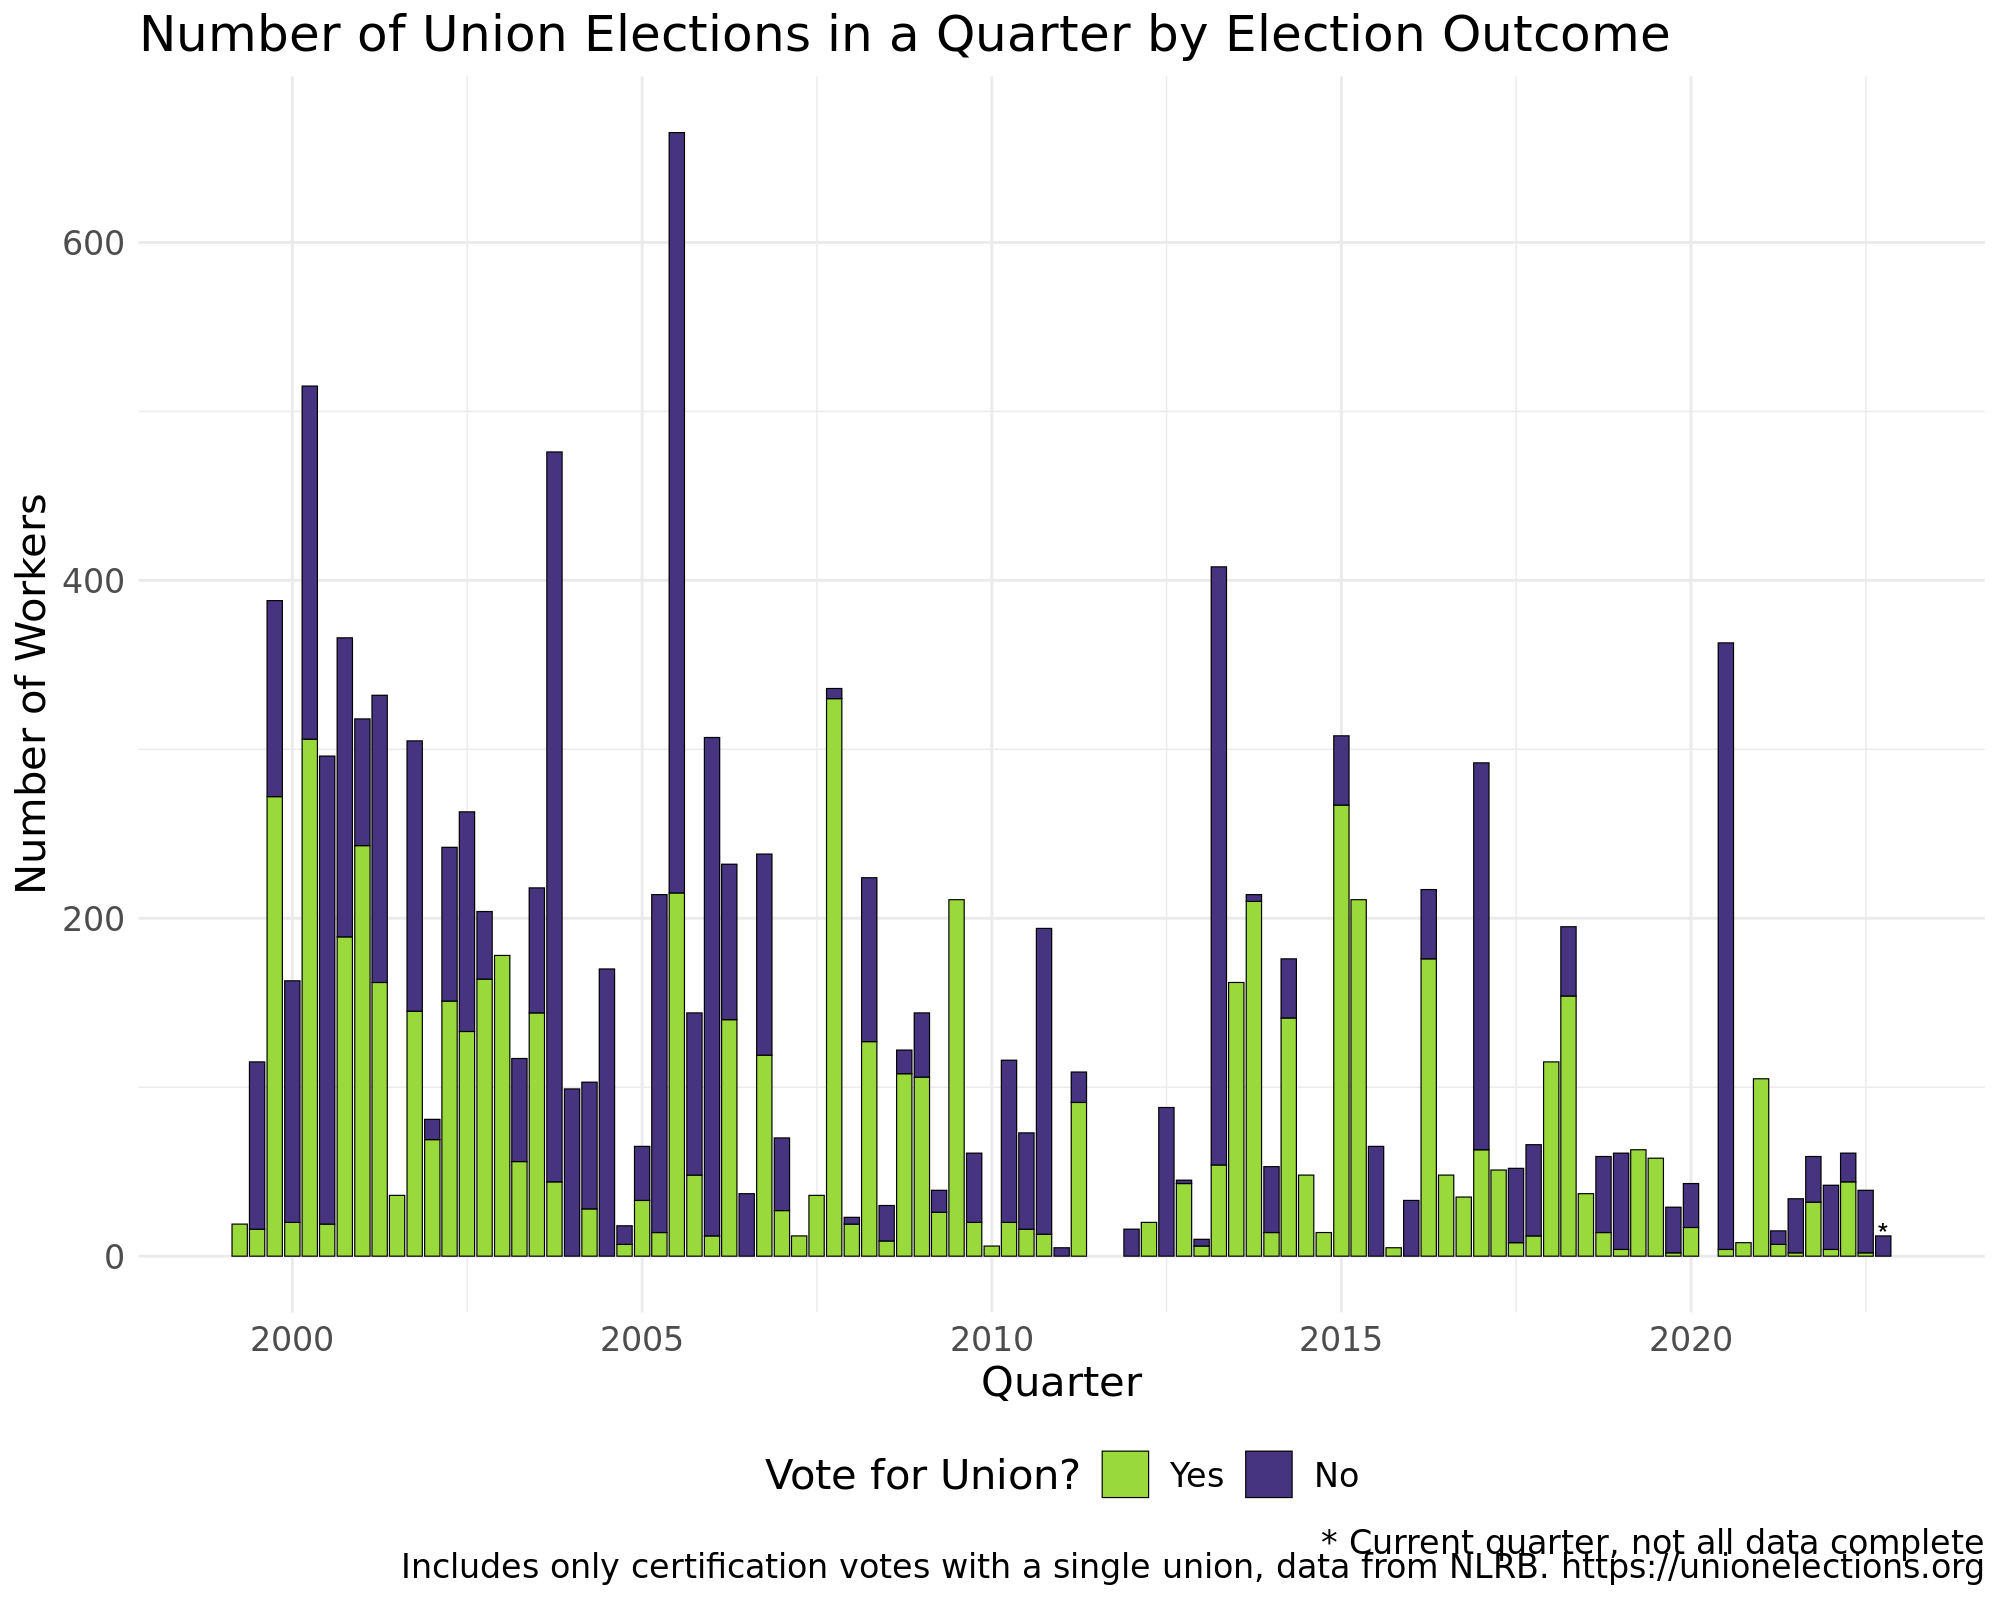 Number of Union Elections in a Quarter by Election Outcome
Number of Workers
600
400
200
0
*
2000 2005 2010 2015 2020
Quarter
Vote for Union? Yes No
* Current quarter, not all data complete
Includes only certification votes with a single union, data from NLRB. https://unionelections.org